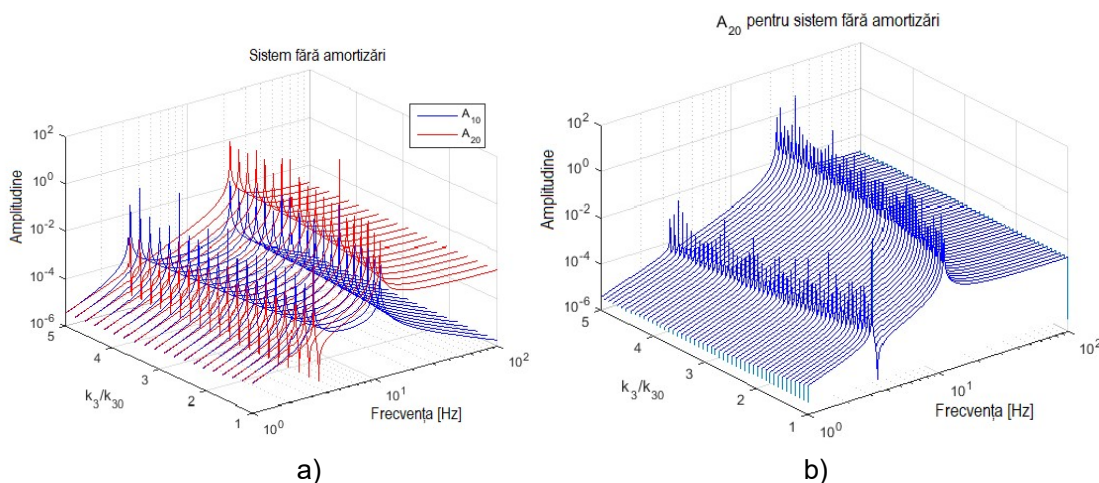 Sistem fără amortizări
A10
A20
Amplitudine
10^2
10^0
10^-2
10^-4
10^-6
5
4
3
2
1
k3/k30
10^0
10^1
10^2
Frecvența [Hz]
a)
A20 pentru sistem fără amortizări
Amplitudine
10^2
10^0
10^-2
10^-4
10^-6
5
4
3
2
1
k3/k30
10^0
10^1
10^2
Frecvența [Hz]
b)